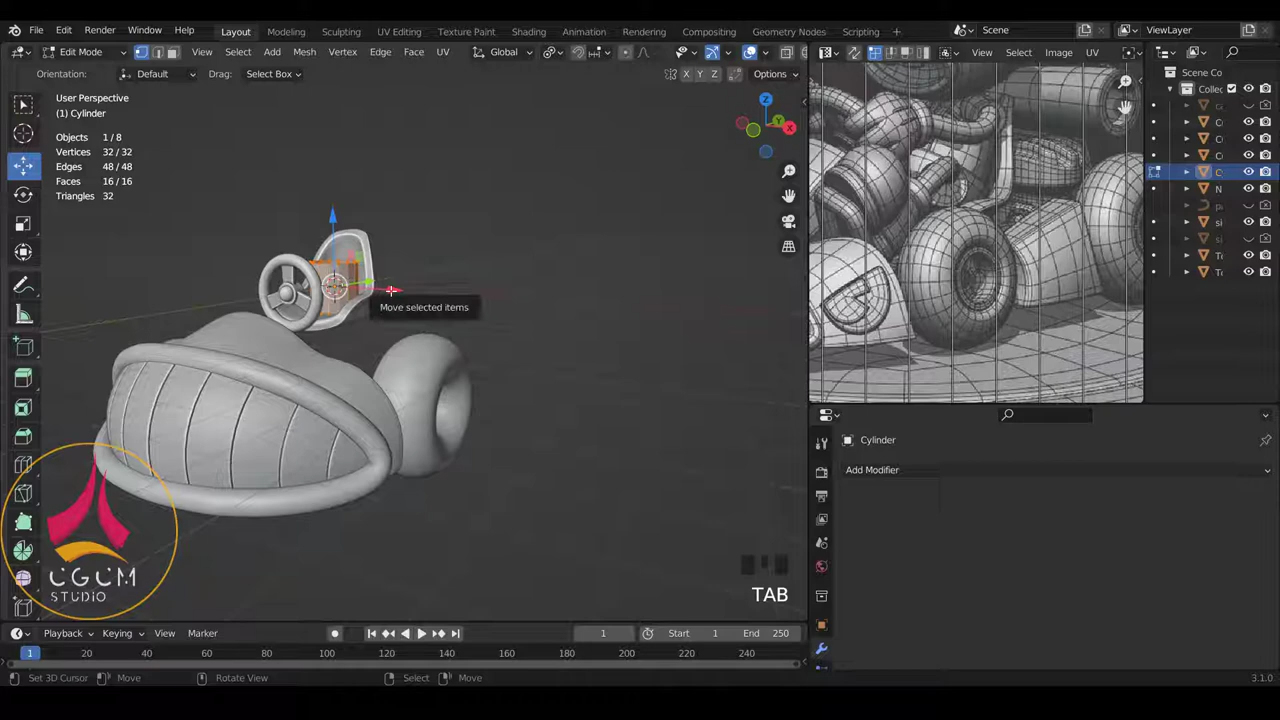 File Edit Render Window Help Layout Modeling Sculpting UV Editing Texture Paint Shading Animation Rendering Compositing Geometry Nodes Scripting + Scene ViewLayer
Edit Mode View Select Add Mesh Vertex Edge Face UV Global View Select Image UV
Orientation: Default Drag: Select Box X Y Z Options Scene Co
User Perspective Collec
(1) Cylinder
Objects 1 / 8
Vertices 32 / 32
Edges 48 / 48
Faces 16 / 16
Triangles 32
Z
Y
X
Move selected items
Cylinder
Add Modifier
CGCM
STUDIO
TAB
Playback Keying View Marker 1 Start 1 End 250
1 20 40 60 80 100 120 140 160 180 200 220 240
Set 3D Cursor Move Rotate View Select Move 3.1.0